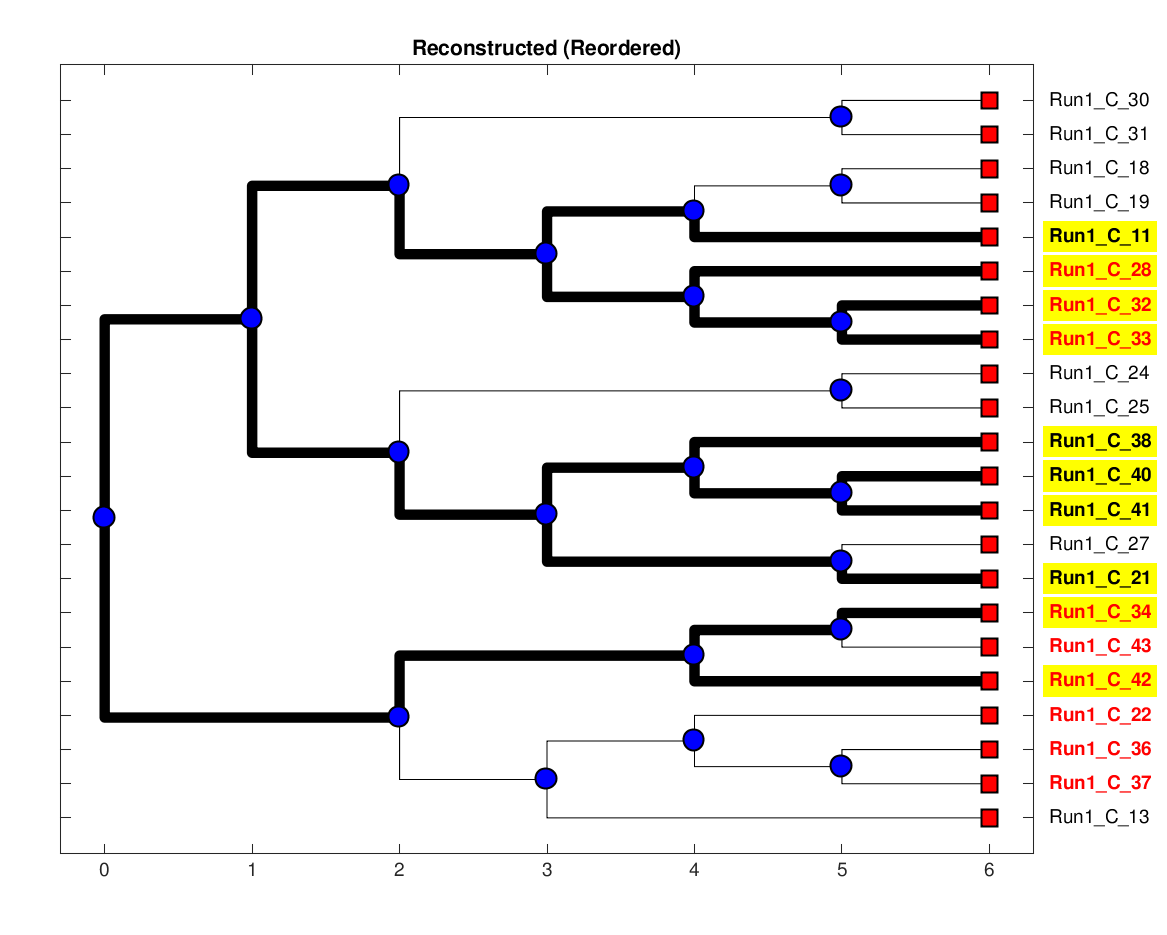 Reconstructed (Reordered)
Run1_C_30
Run1_C_31
Run1_C_18
Run1_C_19
Run1_C_11
Run1_C_28
Run1_C_32
Run1_C_33
Run1_C_24
Run1_C_25
Run1_C_38
Run1_C_40
Run1_C_41
Run1_C_27
Run1_C_21
Run1_C_34
Run1_C_43
Run1_C_42
Run1_C_22
Run1_C_36
Run1_C_37
Run1_C_13
0 1 2 3 4 5 6